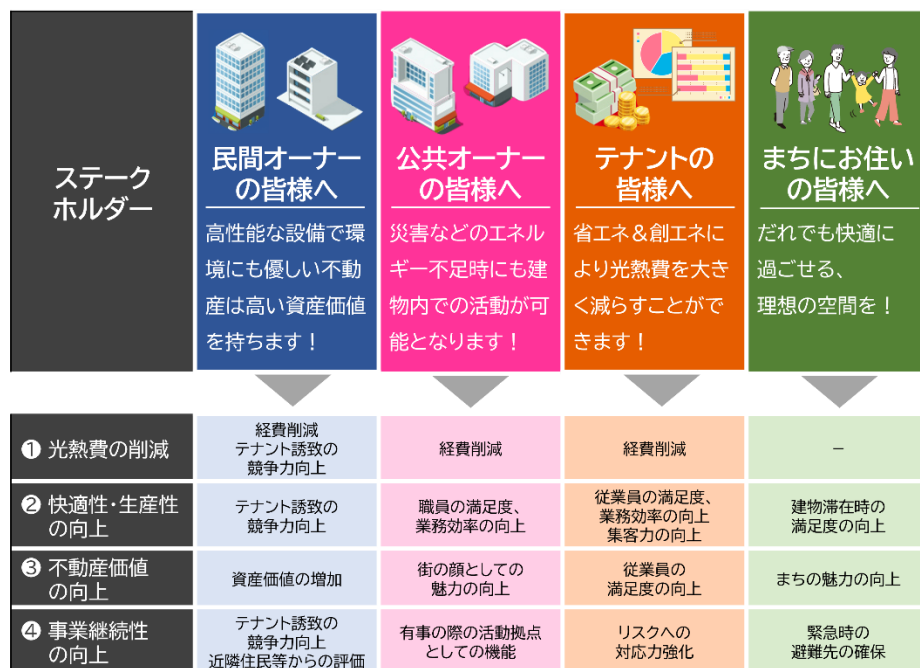 ステーク
ホルダー
民間オーナー
の皆様へ
高性能な設備で環
境にも優しい不動
産は高い資産価値
を持ちます！
公共オーナー
の皆様へ
災害などのエネル
ギー不足時にも建
物内での活動が可
能となります！
テナントの
皆様へ
省エネ＆創エネに
より光熱費を大き
く減らすことがで
きます！
まちにお住い
の皆様へ
だれでも快適に
過ごせる、
理想の空間を！
❶ 光熱費の削減
経費削減
テナント誘致の
競争力向上
経費削減
経費削減
－
❷ 快適性・生産性
の向上
テナント誘致の
競争力向上
職員の満足度、
業務効率の向上
従業員の満足度、
業務効率の向上
集客力の向上
建物滞在時の
満足度の向上
❸ 不動産価値
の向上
資産価値の増加
街の顔としての
魅力の向上
従業員の
満足度の向上
まちの魅力の向上
❹ 事業継続性
の向上
テナント誘致の
競争力向上
近隣住民等からの評価
有事の際の活動拠点
としての機能
リスクへの
対応力強化
緊急時の
避難先の確保